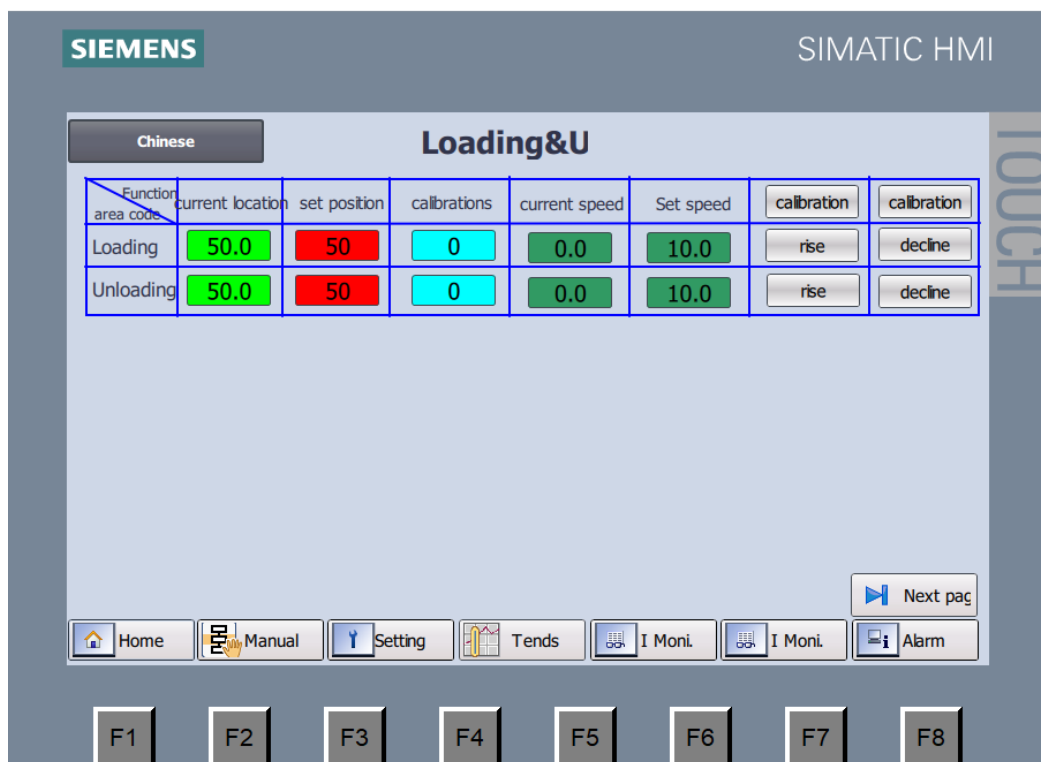 SIEMENS
SIMATIC HMI
TOUCH
Chinese
Loading&U
Function
area code
current location
set position
calibrations
current speed
Set speed
calibration
calibration
Loading
50.0
50
0
0.0
10.0
rise
decline
Unloading
50.0
50
0
0.0
10.0
rise
decline
Next pag
Home
Manual
Setting
Tends
I Moni.
I Moni.
Alarm
F1
F2
F3
F4
F5
F6
F7
F8